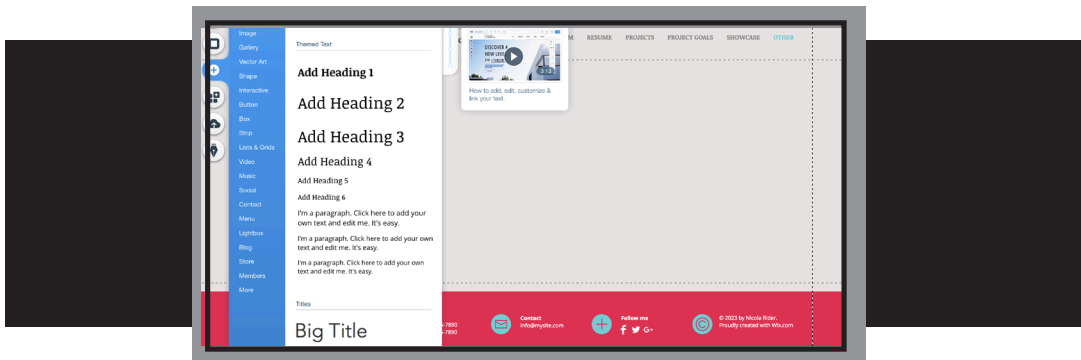 Image
Gallery
Vector Art
Shape
Interactive
Button
Box
Strip
Lists & Grids
Video
Music
Social
Contact
Menu
Lightbox
Blog
Store
Members
More
Themed Text
Add Heading 1
Add Heading 2
Add Heading 3
Add Heading 4
Add Heading 5
Add Heading 6
I'm a paragraph. Click here to add your
own text and edit me. It's easy.
I'm a paragraph. Click here to add your own
text and edit me. It's easy.
I'm a paragraph. Click here to add your own
text and edit me. It's easy.
Titles
Big Title
DISCOVER A
NEW LEVEL
How to add, edit, customize &
link your text.
RESUME PROJECTS PROJECT GOALS SHOWCASE OTHER
-7890
-7890
Contact
info@mysite.com
Follow me
© 2023 by Nicola Rider.
Proudly created with Wix.com